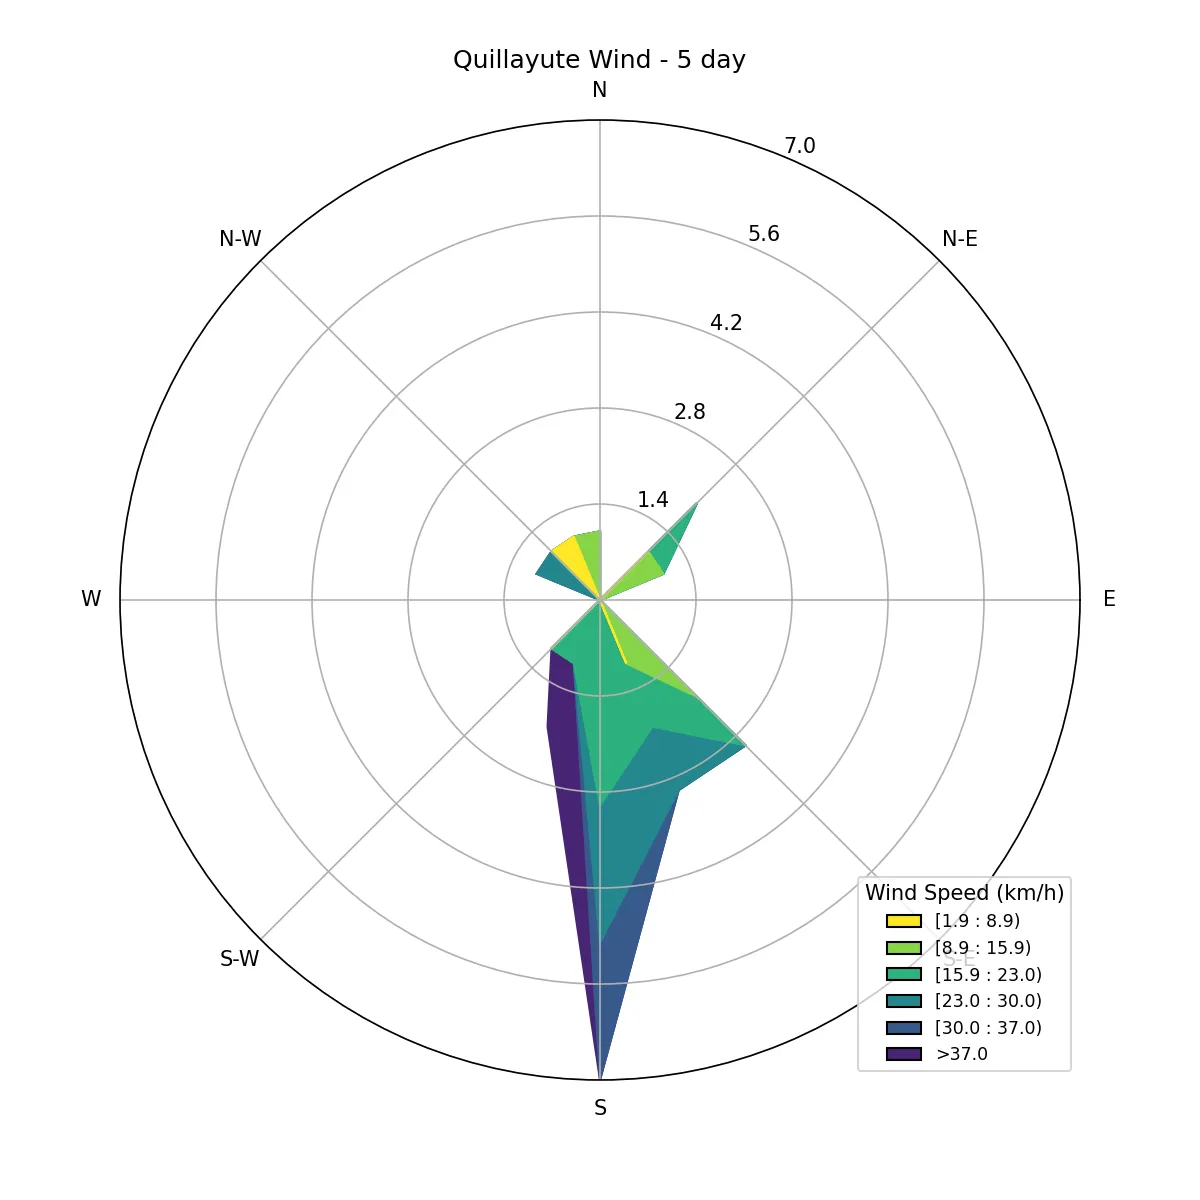 Quillayute Wind - 5 day
N
7.0
N-W
5.6
N-E
4.2
2.8
1.4
W
E
S-W
S-E
S
Wind Speed (km/h)
[1.9 : 8.9)
[8.9 : 15.9)
[15.9 : 23.0)
[23.0 : 30.0)
[30.0 : 37.0)
>37.0